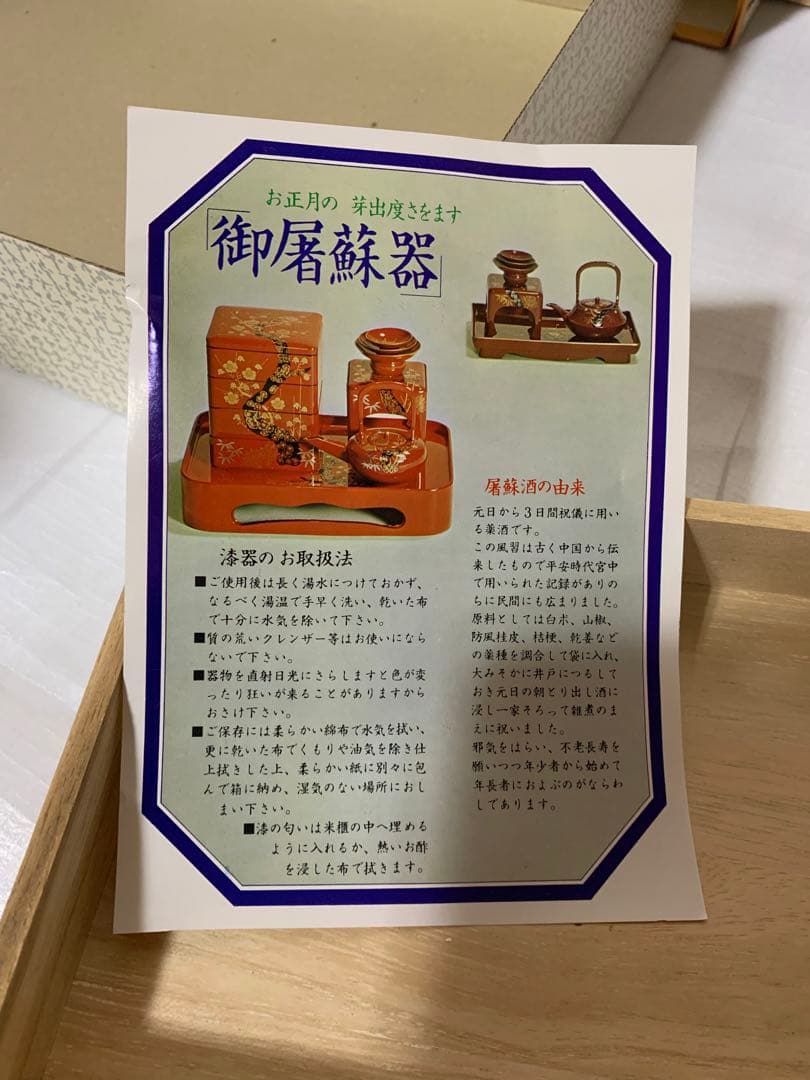 お正月の 芽出度さをます
「御屠蘇器」
漆器のお取扱法
■ご使用後は長く湯水につけておかず、
なるべく湯温で手早く洗い、乾いた布
で十分に水気を除いて下さい。
■質の荒いクレンザー等はお使いになら
ないで下さい。
■器物を直射日光にさらしますと色が変
ったり狂いが来ることがありますから
おさけ下さい。
■ご保存には柔らかい綿布で水気を拭い、
更に乾いた布でくもりや油気を除き仕
上拭きした上、柔らかい紙に別々に包
んで箱に納め、湿気のない場所におし
まい下さい。
■漆の匂いは米櫃の中へ埋める
ように入れるか、熱いお酢
を浸した布で拭きます。
屠蘇酒の由来
元日から3日間祝儀に用い
る薬酒です。
この風習は古く中国から伝
来したもので平安時代宮中
で用いられた記録がありの
ちに民間にも広まりました。
原料としては白朮、山椒、
防風桂皮、桔梗、乾姜など
の薬種を調合して袋に入れ、
大みそかに井戸につるして
おき元日の朝とり出し酒に
浸し一家そろって雑煮のま
えに祝いました。
邪気をはらい、不老長寿を
願いつつ年少者から始めて
年長者におよぶのがならわ
しであります。